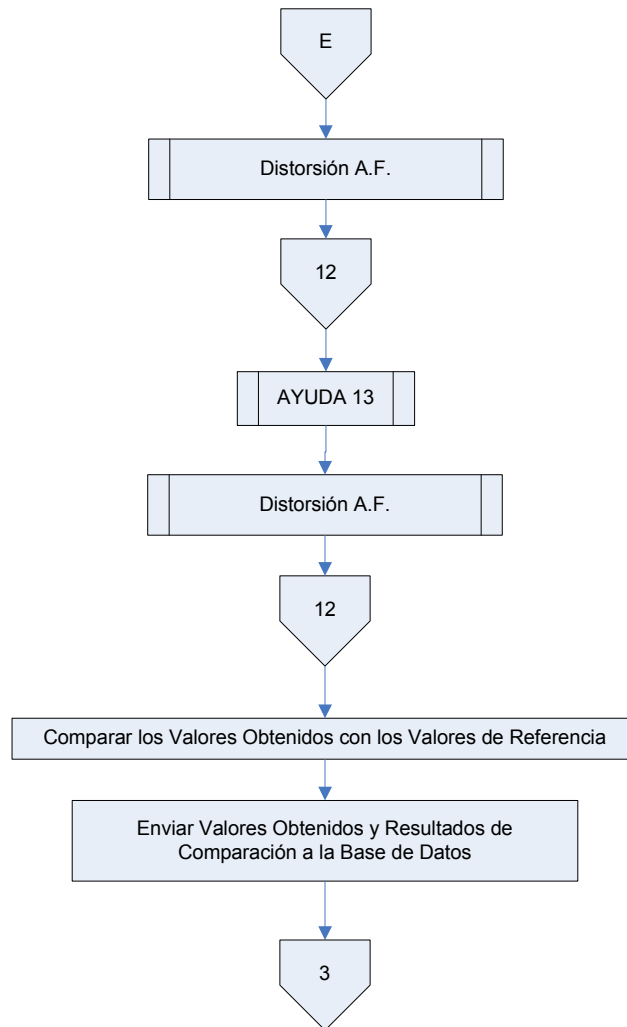 E
Distorsión A.F.
12
AYUDA 13
Distorsión A.F.
12
Comparar los Valores Obtenidos con los Valores de Referencia
Enviar Valores Obtenidos y Resultados de
Comparación a la Base de Datos
3